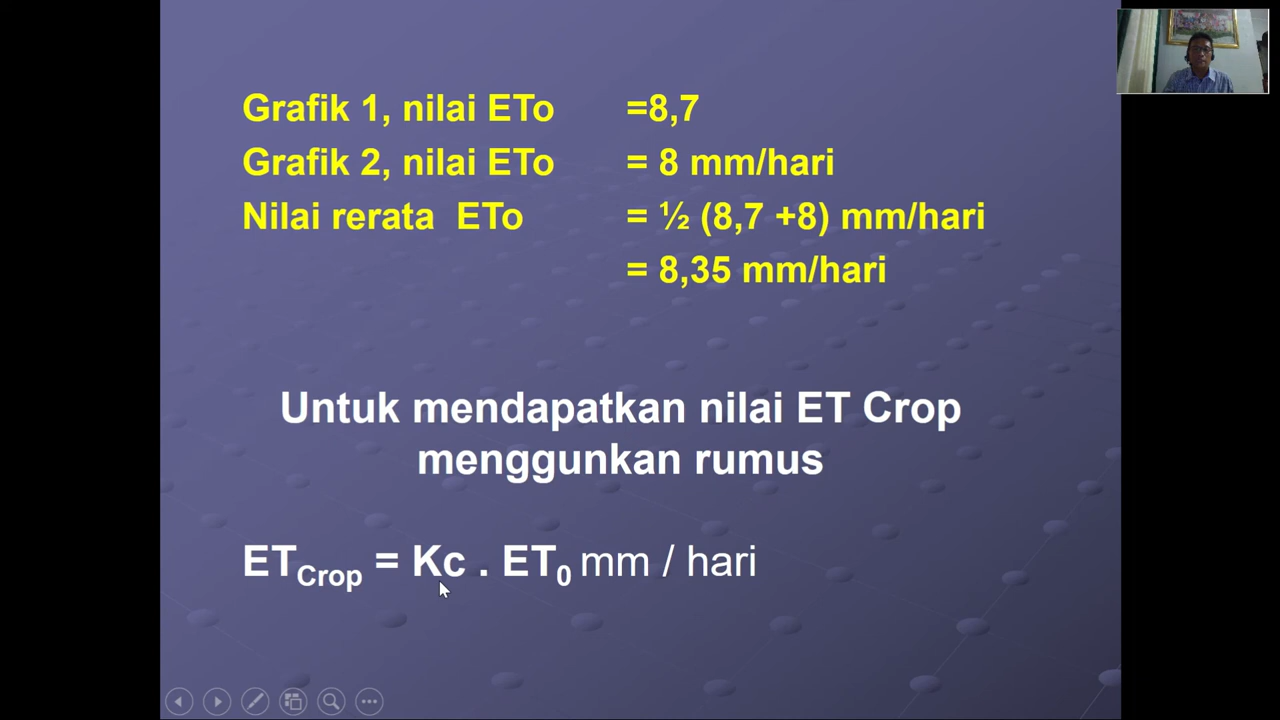 Grafik 1, nilai ETo =8,7
Grafik 2, nilai ETo = 8 mm/hari
Nilai rerata ETo = ½ (8,7 +8) mm/hari
= 8,35 mm/hari
Untuk mendapatkan nilai ET Crop
menggunkan rumus
ETCrop = Kc . ET0 mm / hari